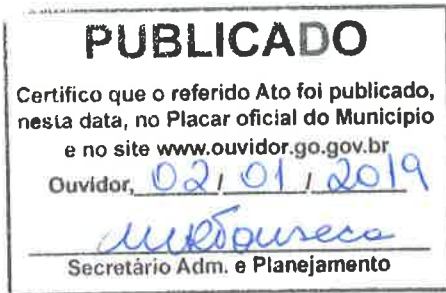 PUBLICADO
Certifico que o referido Ato foi publicado,
nesta data, no Placar oficial do Município
e no site www.ouvidor.go.gov.br
Ouvidor, 02 / 01 / 2019
Secretário Adm. e Planejamento